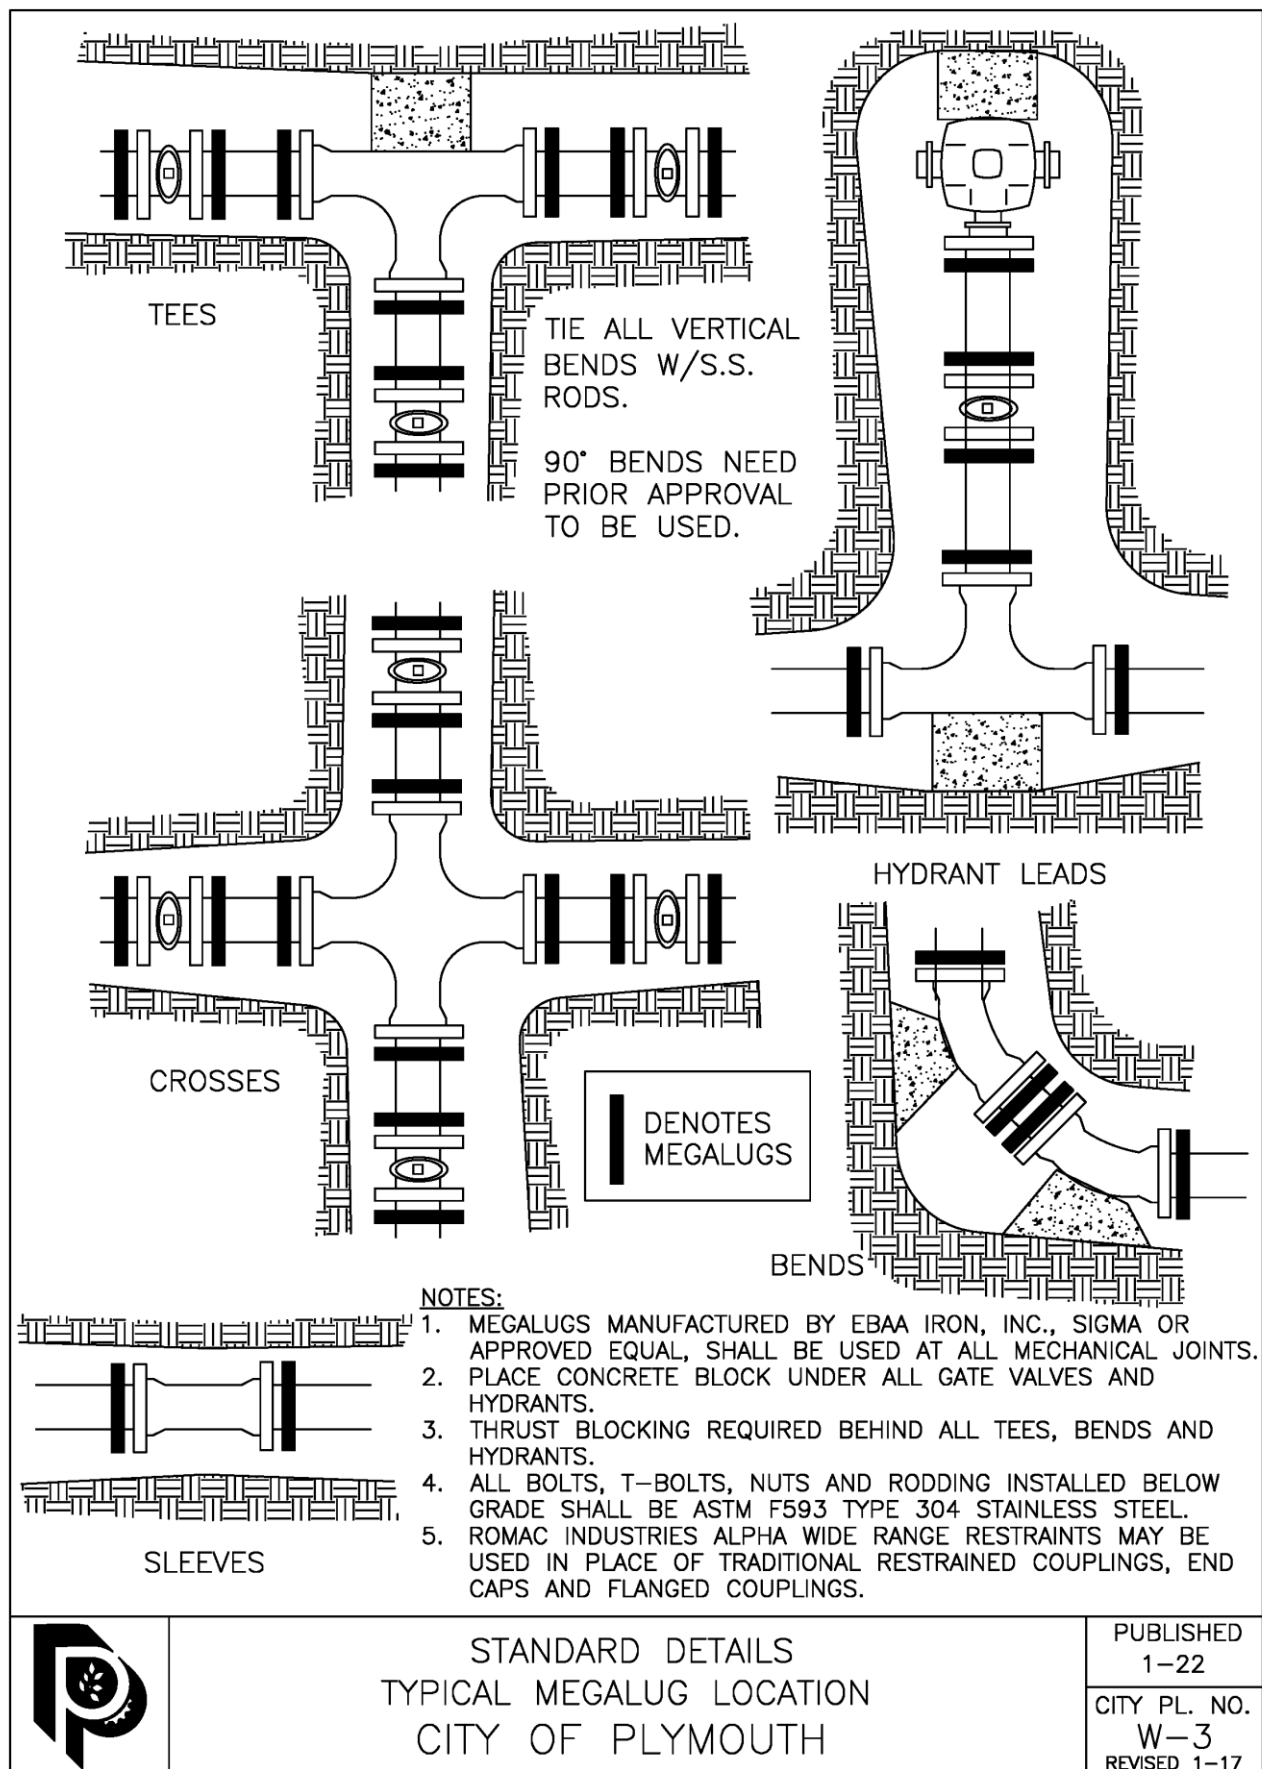 TEES
TIE ALL VERTICAL
BENDS W/S.S.
RODS.
90° BENDS NEED
PRIOR APPROVAL
TO BE USED.
HYDRANT LEADS
CROSSES
DENOTES
MEGALUGS
BENDS
SLEEVES
NOTES:
1. MEGALUGS MANUFACTURED BY EBAA IRON, INC., SIGMA OR
APPROVED EQUAL, SHALL BE USED AT ALL MECHANICAL JOINTS.
2. PLACE CONCRETE BLOCK UNDER ALL GATE VALVES AND
HYDRANTS.
3. THRUST BLOCKING REQUIRED BEHIND ALL TEES, BENDS AND
HYDRANTS.
4. ALL BOLTS, T-BOLTS, NUTS AND RODDING INSTALLED BELOW
GRADE SHALL BE ASTM F593 TYPE 304 STAINLESS STEEL.
5. ROMAC INDUSTRIES ALPHA WIDE RANGE RESTRAINTS MAY BE
USED IN PLACE OF TRADITIONAL RESTRAINED COUPLINGS, END
CAPS AND FLANGED COUPLINGS.
STANDARD DETAILS
TYPICAL MEGALUG LOCATION
CITY OF PLYMOUTH
PUBLISHED
1-22
CITY PL. NO.
W-3
REVISED 1-17